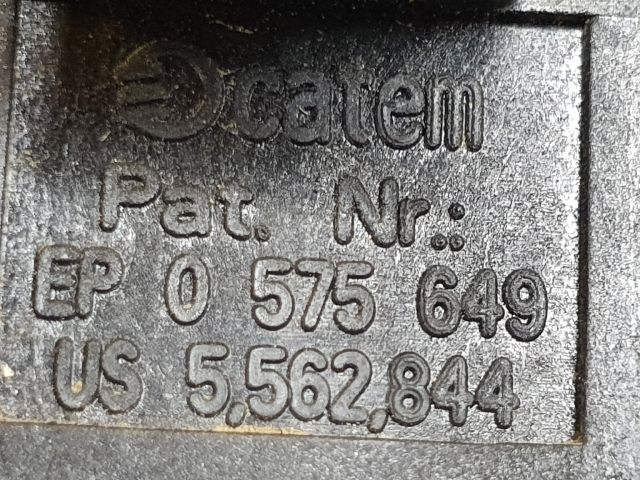 catem
Pat. Nr.:
EP 0 575 649
US 5,562,844